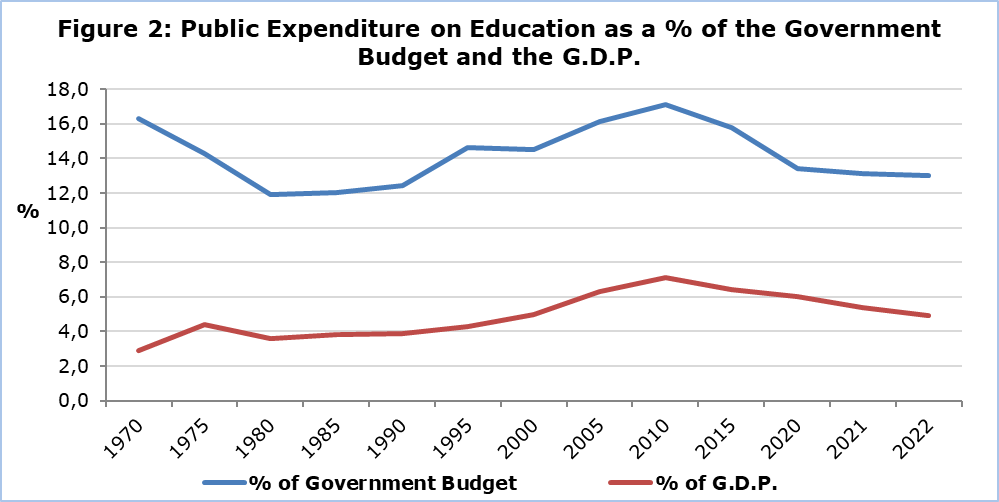 Figure 2: Public Expenditure on Education as a % of the Government
Budget and the G.D.P.
18,0
16,0
14,0
12,0
%
10,0
8,0
6,0
4,0
2,0
0,0
1970 1975 1980 1985 1990 1995 2000 2005 2010 2015 2020 2021 2022
% of Government Budget % of G.D.P.